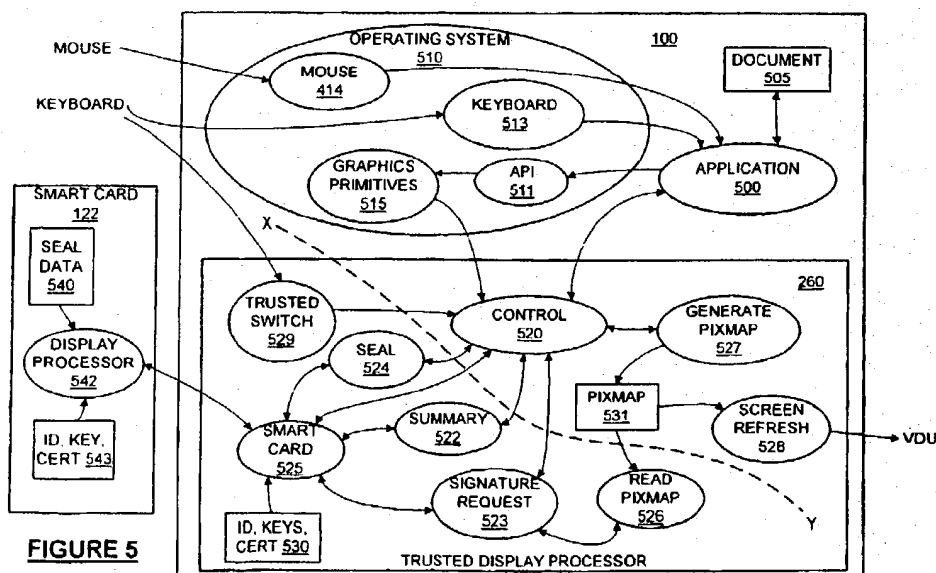 OPERATING SYSTEM
510
100
MOUSE
MOUSE
414
DOCUMENT
505
KEYBOARD
KEYBOARD
513
GRAPHICS
PRIMITIVES
515
API
511
APPLICATION
500
SMART CARD
122
SEAL
DATA
540
DISPLAY
PROCESSOR
542
ID, KEY,
CERT 543
X
260
TRUSTED
SWITCH
529
CONTROL
520
GENERATE
PIXMAP
527
SEAL
524
PIXMAP
531
SCREEN
REFRESH
528
VDU
SMART
CARD
525
SUMMARY
522
SIGNATURE
REQUEST
523
READ
PIXMAP
526
Y
ID, KEYS,
CERT 530
TRUSTED DISPLAY PROCESSOR
FIGURE 5